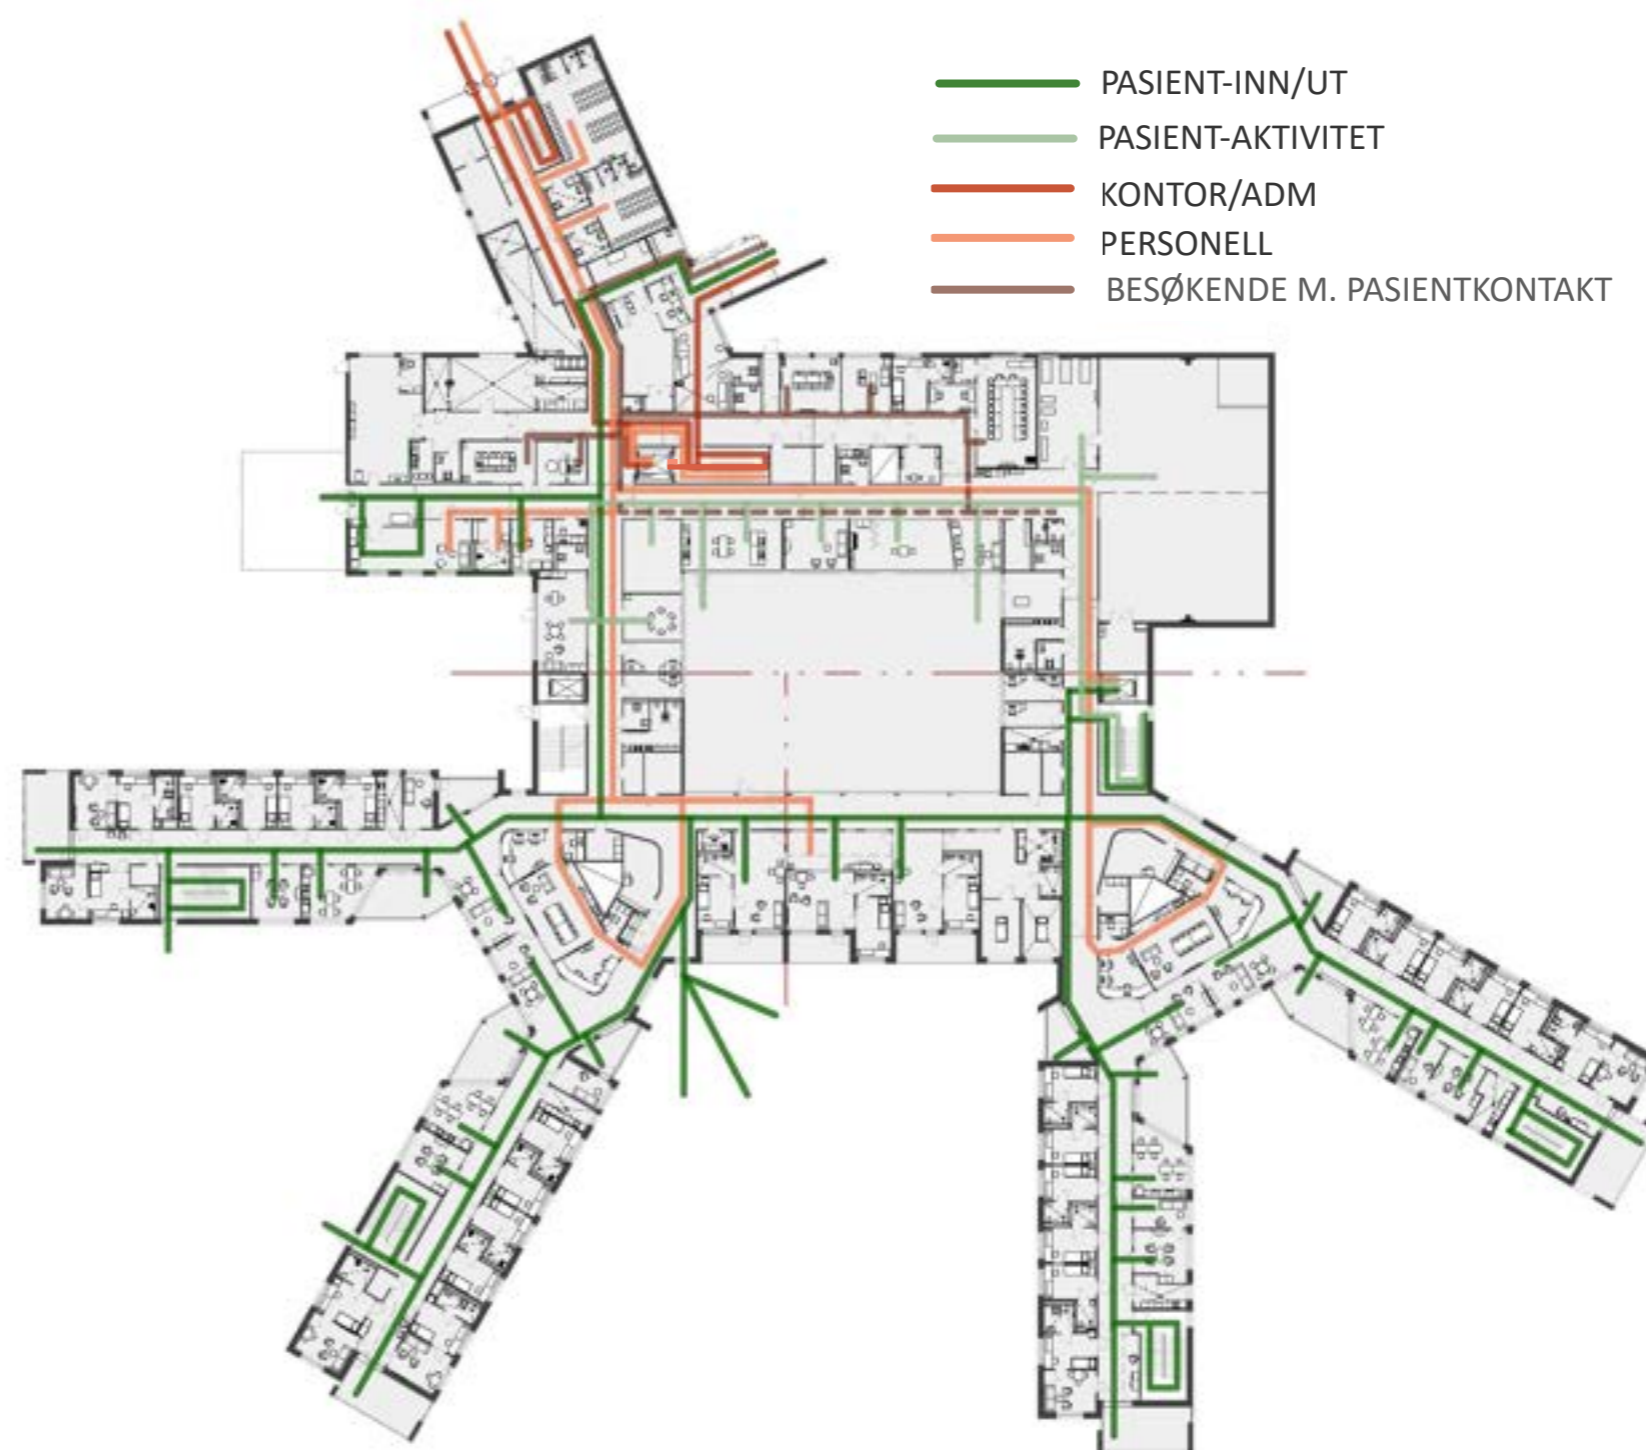 PASIENT-INN/UT
PASIENT-AKTIVITET
KONTOR/ADM
PERSONELL
BESØKENDE M. PASIENTKONTAKT